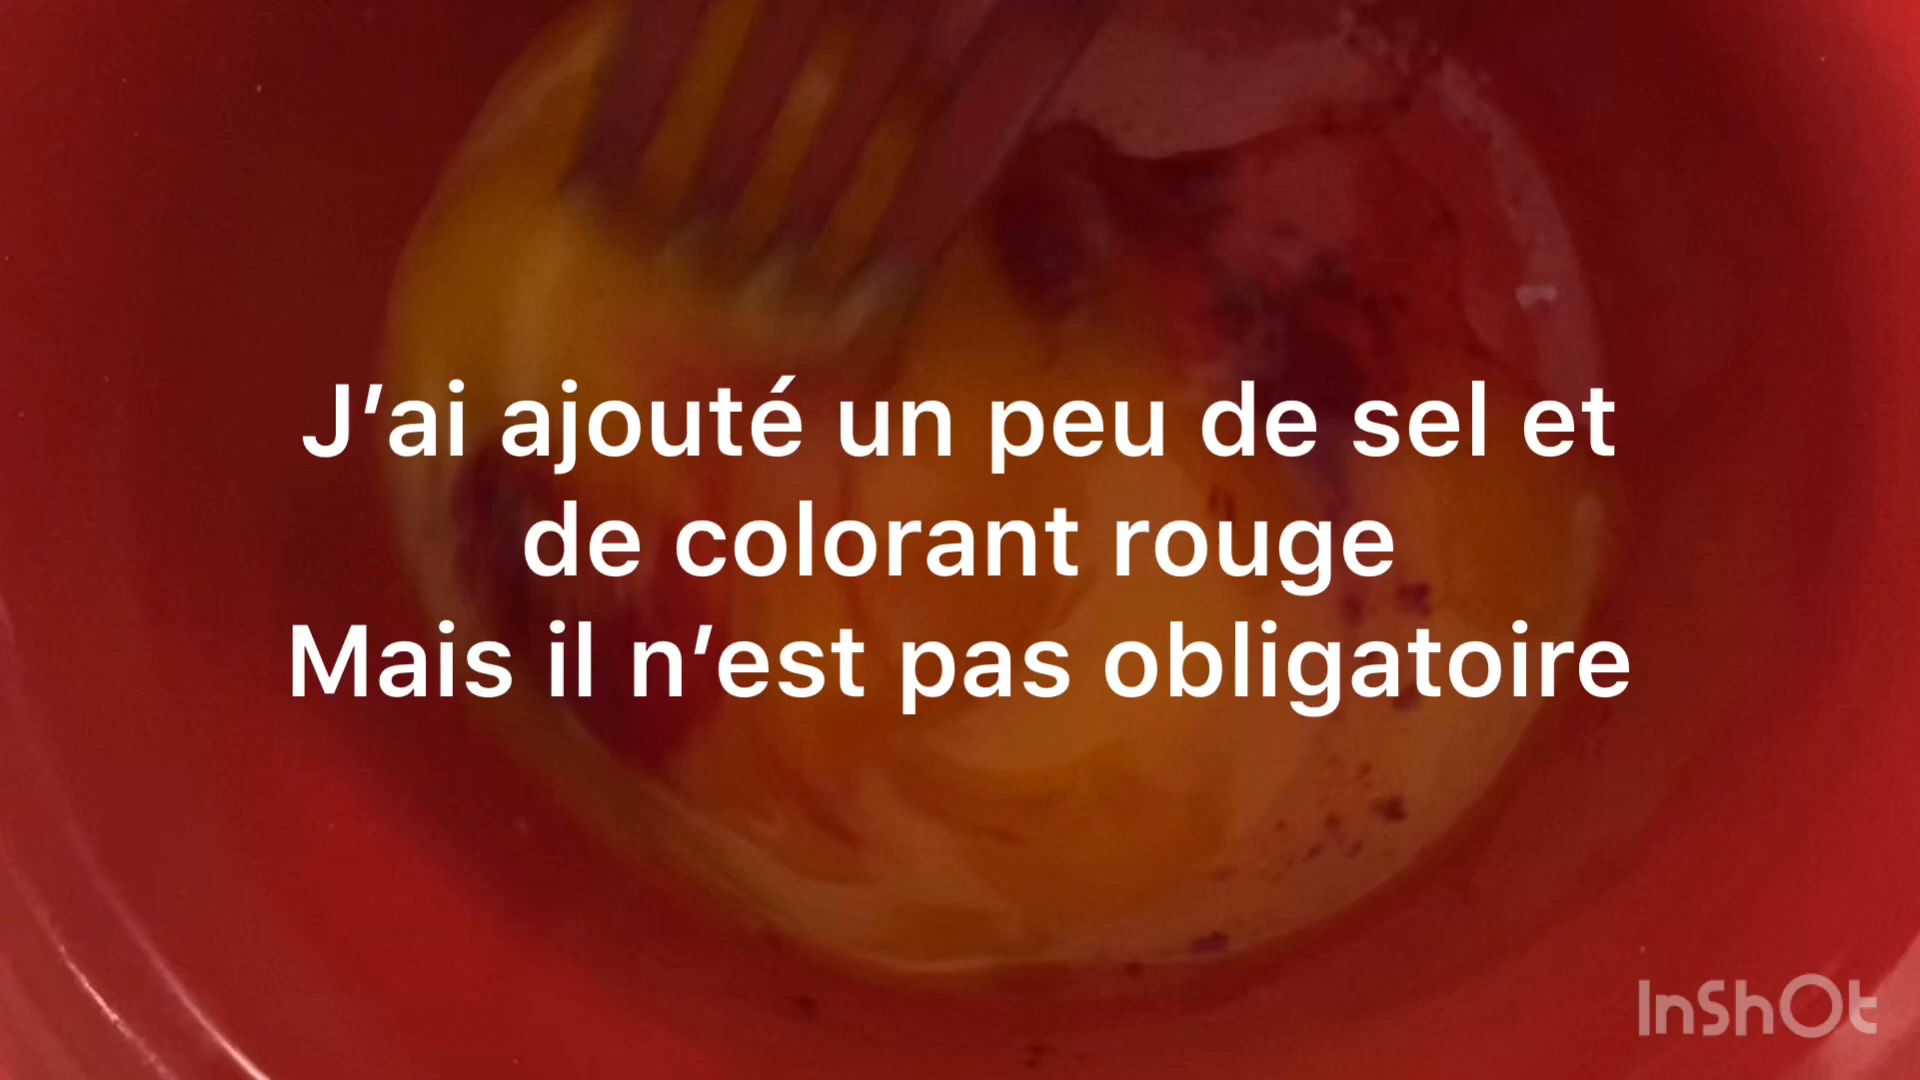 J’ai ajouté un peu de sel et
de colorant rouge
Mais il n’est pas obligatoire
InShOt